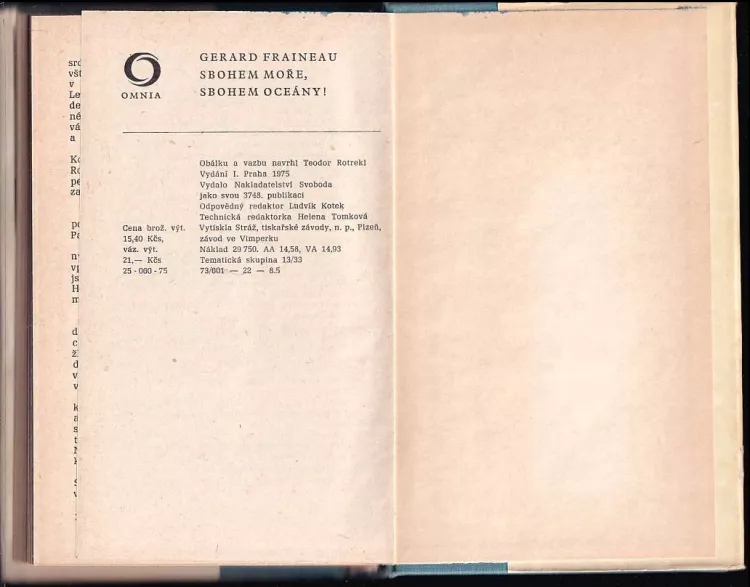 GERARD FRAINEAU
SBOHEM MOŘE,
SBOHEM OCEÁNY!
OMNIA
Obálku a vazbu navrhl Teodor Rotrekl
Vydání I. Praha 1975
Vydalo Nakladatelství Svoboda
jako svou 3748. publikaci
Odpovědný redaktor Ludvík Kotek
Technická redaktorka Helena Tomková
Cena brož. výt. Vytiskla Stráž, tiskařské závody, n. p., Plzeň,
15,40 Kčs, závod ve Vimperku
váz. výt. Náklad 29 750. AA 14,58, VA 14,93
21,— Kčs Tematická skupina 13/33
25 - 060 - 75 73/601 — 22 — 8.5